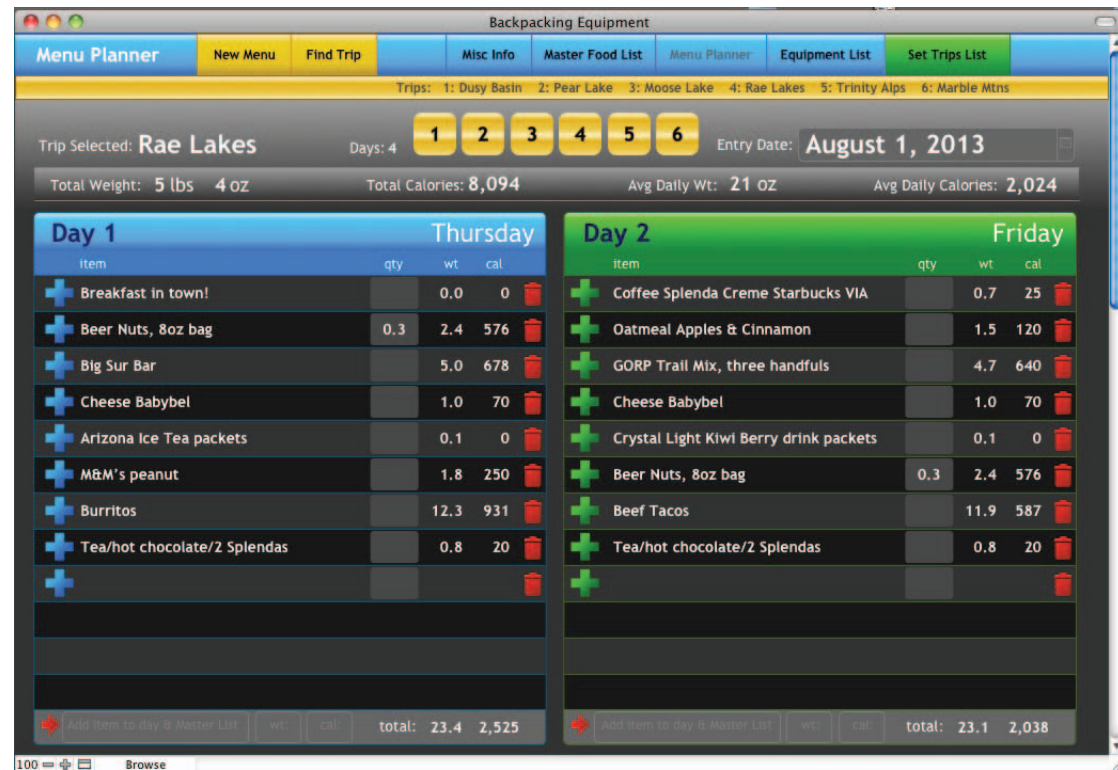 Backpacking Equipment
Menu Planner New Menu Find Trip Misc Info Master Food List Menu Planner Equipment List Set Trips List
Trips: 1: Dusy Basin 2: Pear Lake 3: Moose Lake 4: Rae Lakes 5: Trinity Alps 6: Marble Mtns
Trip Selected: Rae Lakes Days: 4 1 2 3 4 5 6 Entry Date: August 1, 2013
Total Weight: 5 lbs 4 oz Total Calories: 8,094 Avg Daily Wt: 21 oz Avg Daily Calories: 2,024
Day 1 Thursday
item qty wt cal
Breakfast in town! 0.0 0
Beer Nuts, 8oz bag 0.3 2.4 576
Big Sur Bar 5.0 678
Cheese Babybel 1.0 70
Arizona Ice Tea packets 0.1 0
M&M's peanut 1.8 250
Burritos 12.3 931
Tea/hot chocolate/2 Splendas 0.8 20
Add item to day & Master List wt: cal: total: 23.4 2,525
Day 2 Friday
item qty wt cal
Coffee Splenda Creme Starbucks VIA 0.7 25
Oatmeal Apples & Cinnamon 1.5 120
GORP Trail Mix, three handfuls 4.7 640
Cheese Babybel 1.0 70
Crystal Light Kiwi Berry drink packets 0.1 0
Beer Nuts, 8oz bag 0.3 2.4 576
Beef Tacos 11.9 587
Tea/hot chocolate/2 Splendas 0.8 20
Add item to day & Master List wt: cal: total: 23.1 2,038
100 Browse